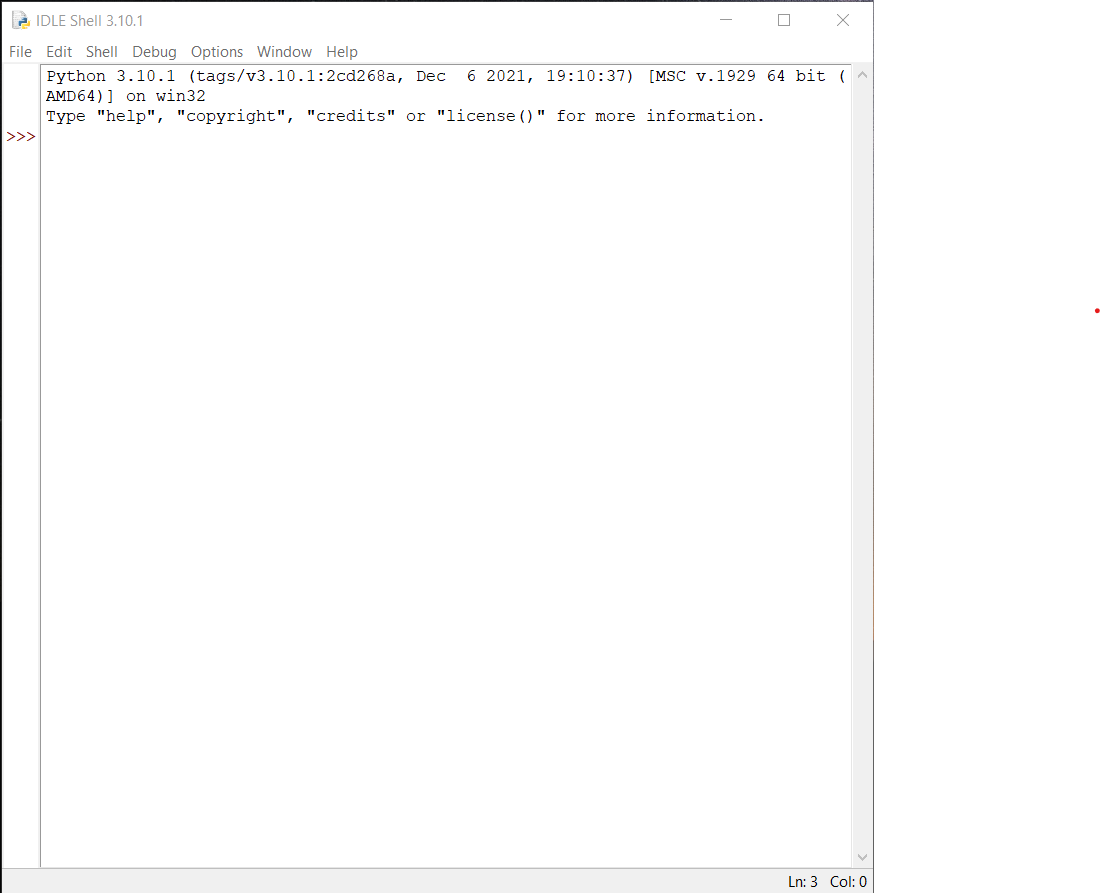 IDLE Shell 3.10.1
File Edit Shell Debug Options Window Help
Python 3.10.1 (tags/v3.10.1:2cd268a, Dec  6 2021, 19:10:37) [MSC v.1929 64 bit (
AMD64)] on win32
Type "help", "copyright", "credits" or "license()" for more information.
>>>
Ln: 3 Col: 0